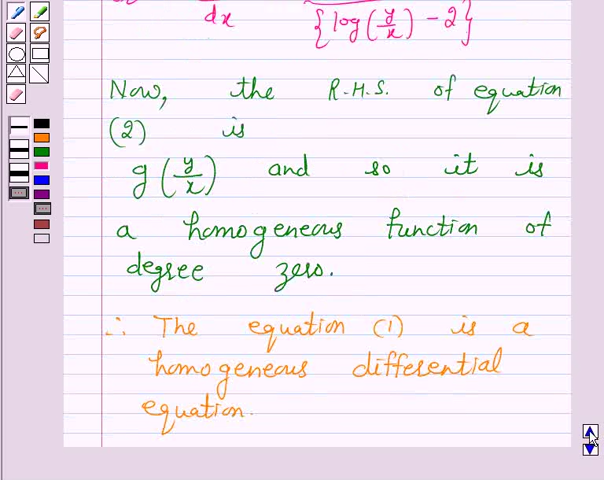 dx {log(y/x) - 2}
Now, the R.H.S. of equation
(2) is
g(y/x) and so it is
a homogeneous function of
degree zero.
∴ The equation (1) is a
homogeneous differential
equation.